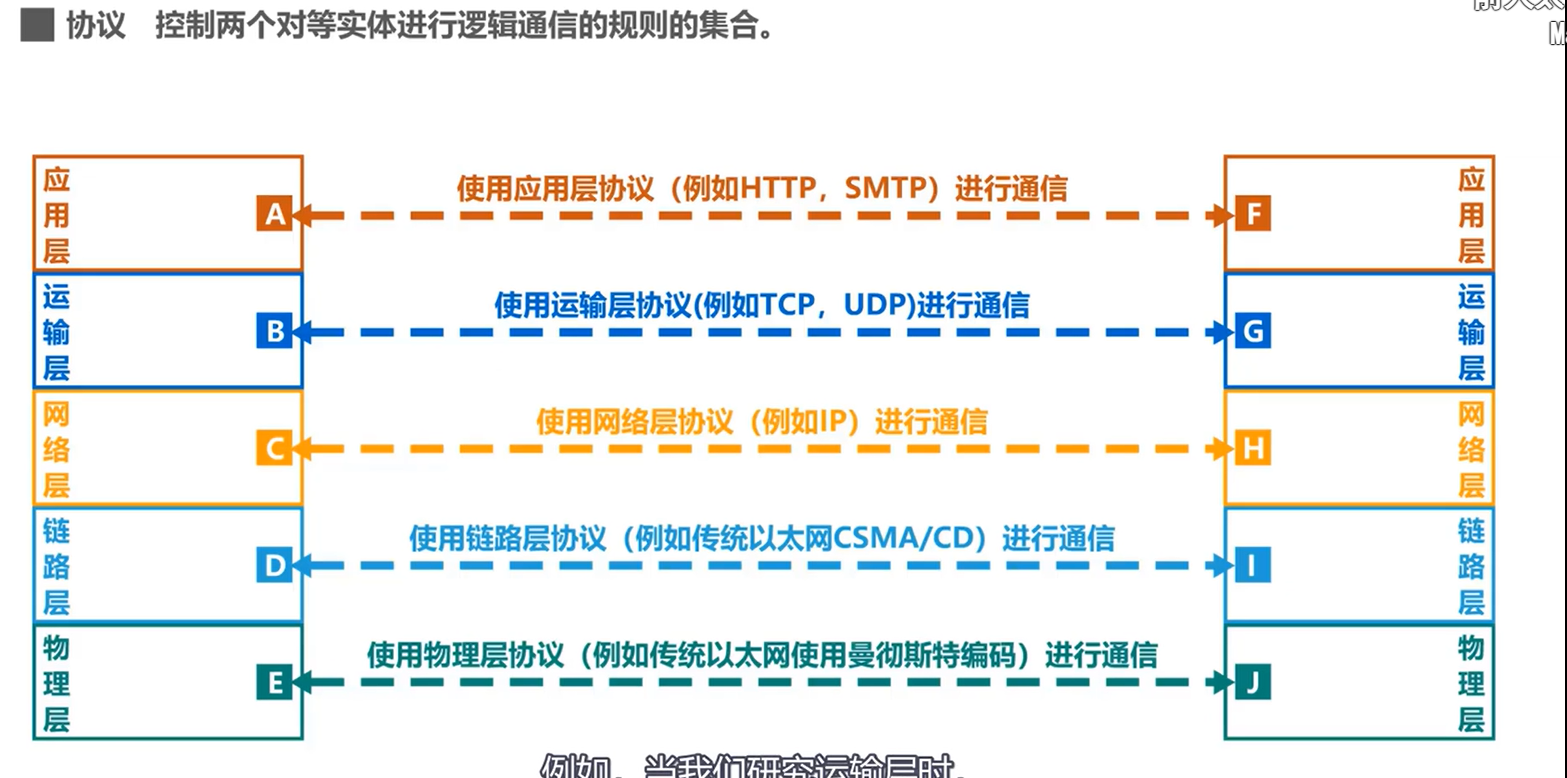 协议 控制两个对等实体进行逻辑通信的规则的集合。
应用层
A
使用应用层协议（例如HTTP，SMTP）进行通信
F
应用层
运输层
B
使用运输层协议(例如TCP，UDP)进行通信
G
运输层
网络层
C
使用网络层协议（例如IP）进行通信
H
网络层
链路层
D
使用链路层协议（例如传统以太网CSMA/CD）进行通信
I
链路层
物理层
E
使用物理层协议（例如传统以太网使用曼彻斯特编码）进行通信
J
物理层
例如，当我们研究运输层时，